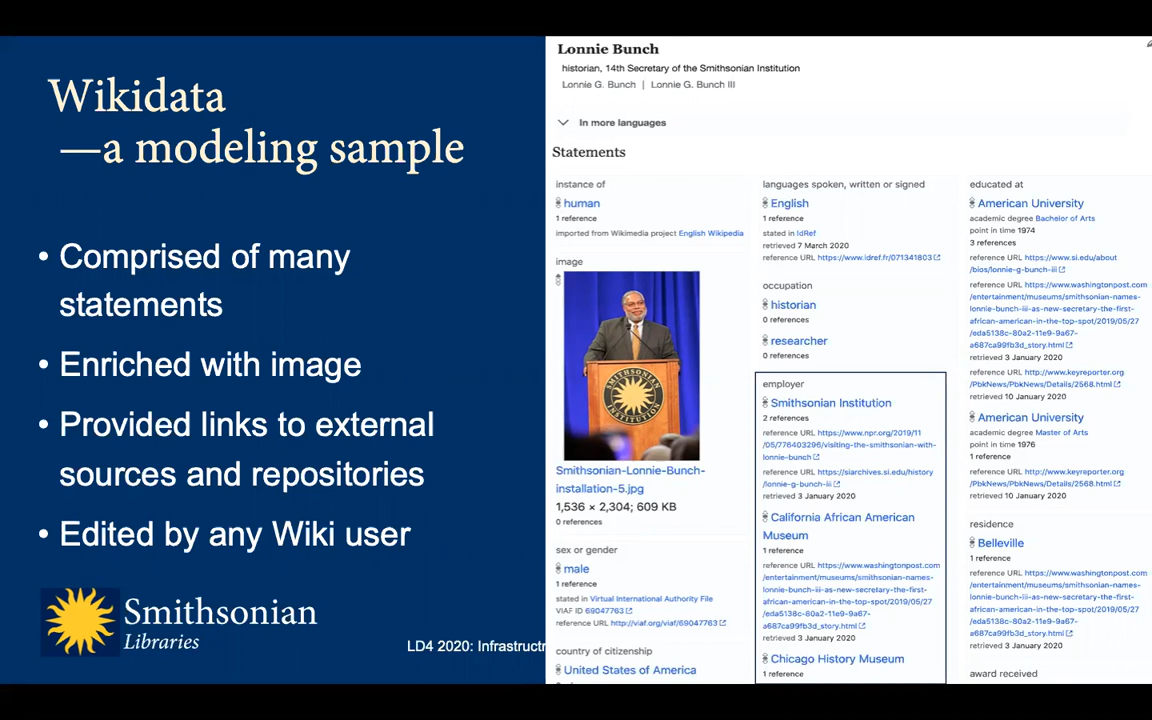 Wikidata
—a modeling sample
• Comprised of many
statements
• Enriched with image
• Provided links to external
sources and repositories
• Edited by any Wiki user
Smithsonian
Libraries
LD4 2020: Infrastructr
Lonnie Bunch
historian, 14th Secretary of the Smithsonian Institution
Lonnie G. Bunch | Lonnie G. Bunch III
In more languages
Statements
instance of
human
1 reference
imported from Wikimedia project English Wikipedia
image
SMITHSONIAN
INSTITUTION
Smithsonian-Lonnie-Bunch-
installation-5.jpg
1,536 × 2,304; 609 KB
0 references
sex or gender
male
1 reference
stated in Virtual International Authority File
VIAF ID 69047763
reference URL http://viaf.org/viaf/69047763
country of citizenship
United States of America
languages spoken, written or signed
English
1 reference
stated in IdRef
retrieved 7 March 2020
reference URL https://www.idref.fr/071341803
occupation
historian
0 references
researcher
0 references
employer
Smithsonian Institution
2 references
reference URL https://www.npr.org/2019/11
/05/776403296/visiting-the-smithsonian-with-
lonnie-bunch
reference URL https://siarchives.si.edu/history
/lonnie-g-bunch-iii
retrieved 3 January 2020
California African American
Museum
1 reference
reference URL https://www.washingtonpost.com
/entertainment/museums/smithsonian-names-
lonnie-bunch-iii-as-new-secretary-the-first-
african-american-in-the-top-spot/2019/05/27
/eda5138c-80a2-11e9-9a67-
a687ca99fb3d_story.html
retrieved 3 January 2020
Chicago History Museum
1 reference
educated at
American University
academic degree Bachelor of Arts
point in time 1974
3 references
reference URL https://www.si.edu/about
/bios/lonnie-g-bunch-iii
reference URL https://www.washingtonpost.com
/entertainment/museums/smithsonian-names-
lonnie-bunch-iii-as-new-secretary-the-first-
african-american-in-the-top-spot/2019/05/27
/eda5138c-80a2-11e9-9a67-
a687ca99fb3d_story.html
retrieved 3 January 2020
reference URL http://www.keyreporter.org
/PbkNews/PbkNews/Details/2568.html
retrieved 10 January 2020
American University
academic degree Master of Arts
point in time 1976
1 reference
reference URL http://www.keyreporter.org
/PbkNews/PbkNews/Details/2568.html
retrieved 10 January 2020
residence
Belleville
1 reference
reference URL https://www.washingtonpost.com
/entertainment/museums/smithsonian-names-
lonnie-bunch-iii-as-new-secretary-the-first-
african-american-in-the-top-spot/2019/05/27
/eda5138c-80a2-11e9-9a67-
a687ca99fb3d_story.html
retrieved 3 January 2020
award received